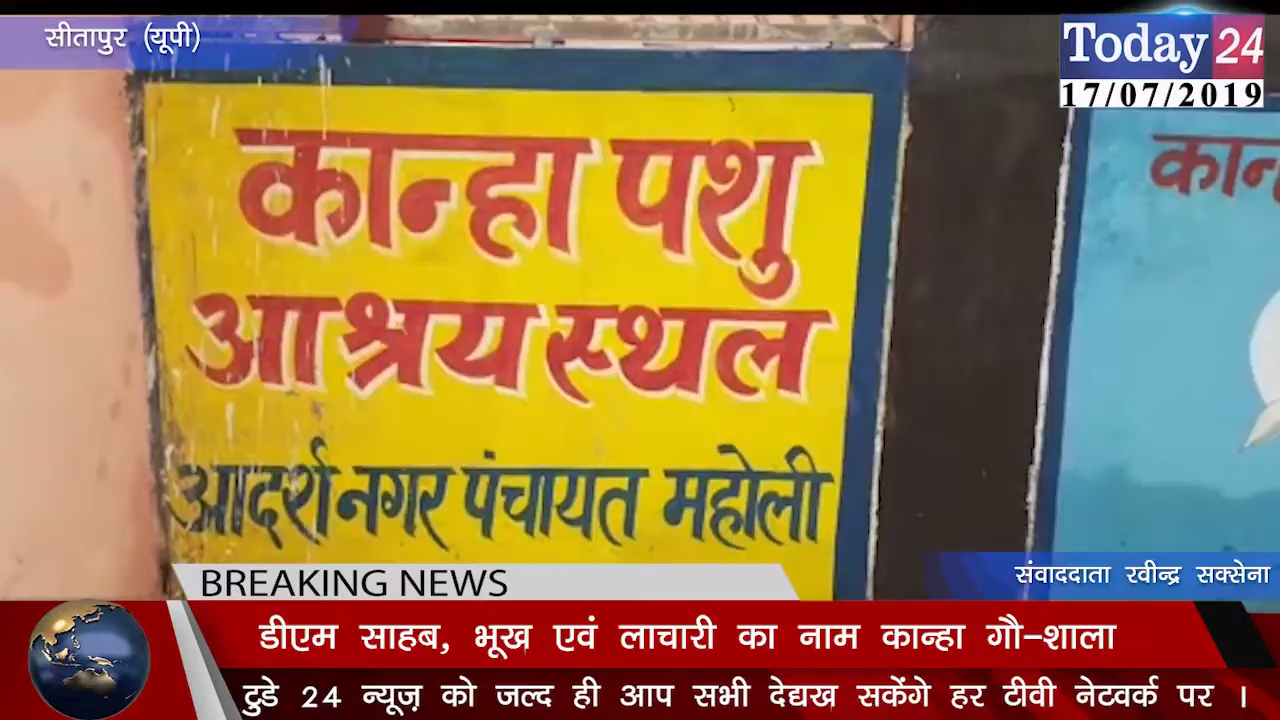 सीतापुर (यूपी)
Today 24
17/07/2019
कान्हा पशु
आश्रय स्थल
आदर्श नगर पंचायत महोली
संवाददाता रवीन्द्र सक्सेना
BREAKING NEWS
डीएम साहब, भूख एवं लाचारी का नाम कान्हा गौ-शाला
टुडे 24 न्यूज़ को जल्द ही आप सभी देद्यख सकेंगे हर टीवी नेटवर्क पर ।